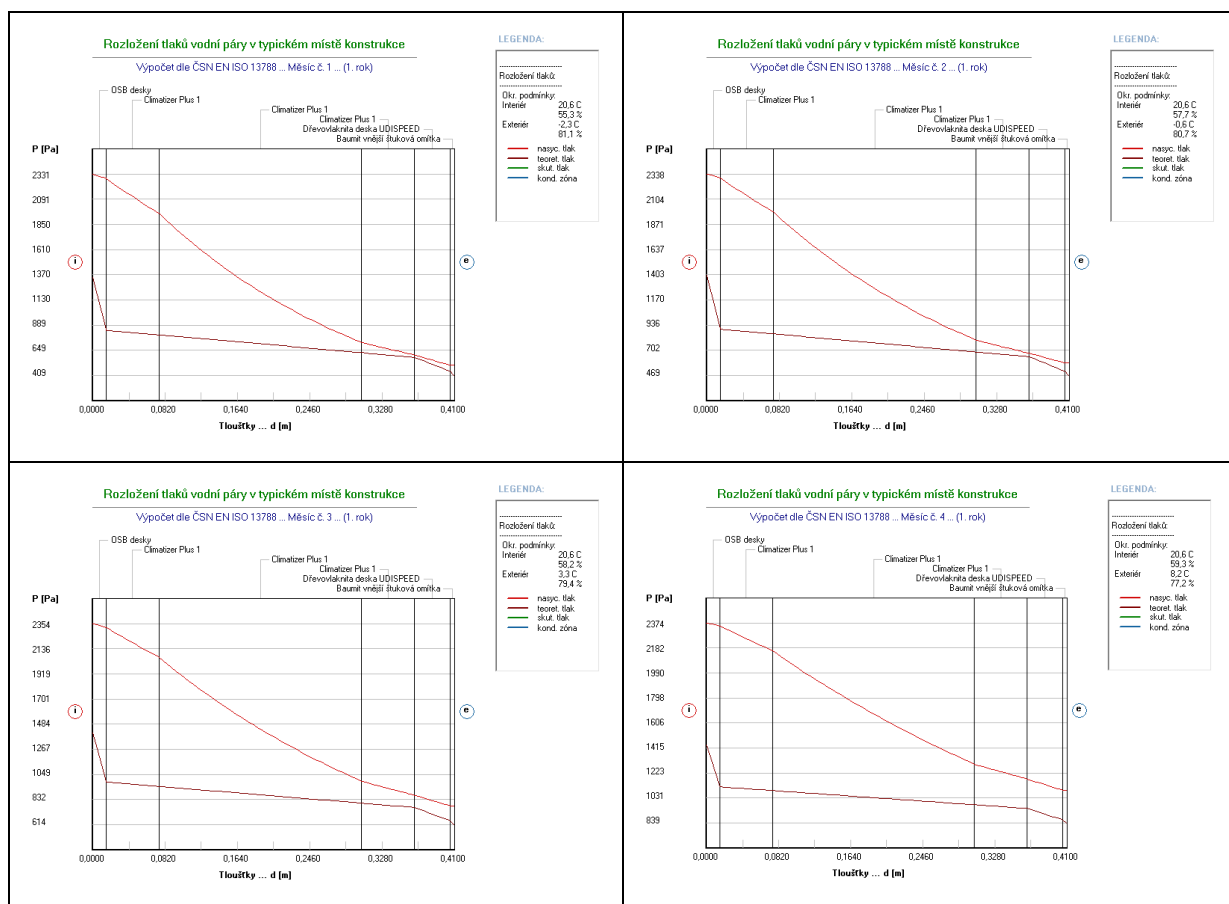 Rozložení tlaků vodní páry v typickém místě konstrukce
Výpočet dle ČSN EN ISO 13788 ... Měsíc č. 1 ... (1. rok)
OSB desky
Climatizer Plus 1
Climatizer Plus 1
Climatizer Plus 1
Dřevovlaknita deska UDISPEED
Baumit vnější štuková omítka
P [Pa]
2331
2091
1850
1610
1370
1130
889
649
409
i
e
0,0000 0,0820 0,1640 0,2460 0,3280 0,4100
Tloušťky ... d [m]
LEGENDA:
Rozložení tlaků:
Okr. podmínky:
Interiér 20,6 C
55,3 %
Exteriér -2,3 C
81,1 %
nasyc. tlak
teoret. tlak
skut. tlak
kond. zóna
Rozložení tlaků vodní páry v typickém místě konstrukce
Výpočet dle ČSN EN ISO 13788 ... Měsíc č. 2 ... (1. rok)
OSB desky
Climatizer Plus 1
Climatizer Plus 1
Climatizer Plus 1
Dřevovlaknita deska UDISPEED
Baumit vnější štuková omítka
P [Pa]
2338
2104
1871
1637
1403
1170
936
702
469
i
e
0,0000 0,0820 0,1640 0,2460 0,3280 0,4100
Tloušťky ... d [m]
LEGENDA:
Rozložení tlaků:
Okr. podmínky:
Interiér 20,6 C
57,7 %
Exteriér -0,6 C
80,7 %
nasyc. tlak
teoret. tlak
skut. tlak
kond. zóna
Rozložení tlaků vodní páry v typickém místě konstrukce
Výpočet dle ČSN EN ISO 13788 ... Měsíc č. 3 ... (1. rok)
OSB desky
Climatizer Plus 1
Climatizer Plus 1
Climatizer Plus 1
Dřevovlaknita deska UDISPEED
Baumit vnější štuková omítka
P [Pa]
2354
2136
1919
1701
1484
1267
1049
832
614
i
e
0,0000 0,0820 0,1640 0,2460 0,3280 0,4100
Tloušťky ... d [m]
LEGENDA:
Rozložení tlaků:
Okr. podmínky:
Interiér 20,6 C
58,2 %
Exteriér 3,3 C
79,4 %
nasyc. tlak
teoret. tlak
skut. tlak
kond. zóna
Rozložení tlaků vodní páry v typickém místě konstrukce
Výpočet dle ČSN EN ISO 13788 ... Měsíc č. 4 ... (1. rok)
OSB desky
Climatizer Plus 1
Climatizer Plus 1
Climatizer Plus 1
Dřevovlaknita deska UDISPEED
Baumit vnější štuková omítka
P [Pa]
2374
2182
1990
1798
1606
1415
1223
1031
839
i
e
0,0000 0,0820 0,1640 0,2460 0,3280 0,4100
Tloušťky ... d [m]
LEGENDA:
Rozložení tlaků:
Okr. podmínky:
Interiér 20,6 C
59,3 %
Exteriér 8,2 C
77,2 %
nasyc. tlak
teoret. tlak
skut. tlak
kond. zóna